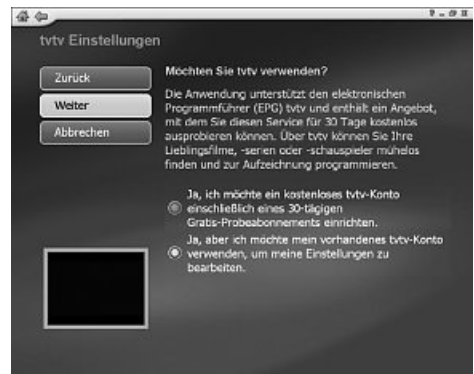 tvtv Einstellungen
Zurück
Weiter
Abbrechen
Möchten Sie tvtv verwenden?
Die Anwendung unterstützt den elektronischen
Programmführer (EPG) tvtv und enthält ein Angebot,
mit dem Sie diesen Service für 30 Tage kostenlos
ausprobieren können. Über tvtv können Sie Ihre
Lieblingsfilme, -serien oder -schauspieler mühelos
finden und zur Aufzeichnung programmieren.
Ja, ich möchte ein kostenloses tvtv-Konto
einschließlich eines 30-tägigen
Gratis-Probeabonnements einrichten.
Ja, aber ich möchte mein vorhandenes tvtv-Konto
verwenden, um meine Einstellungen zu
bearbeiten.